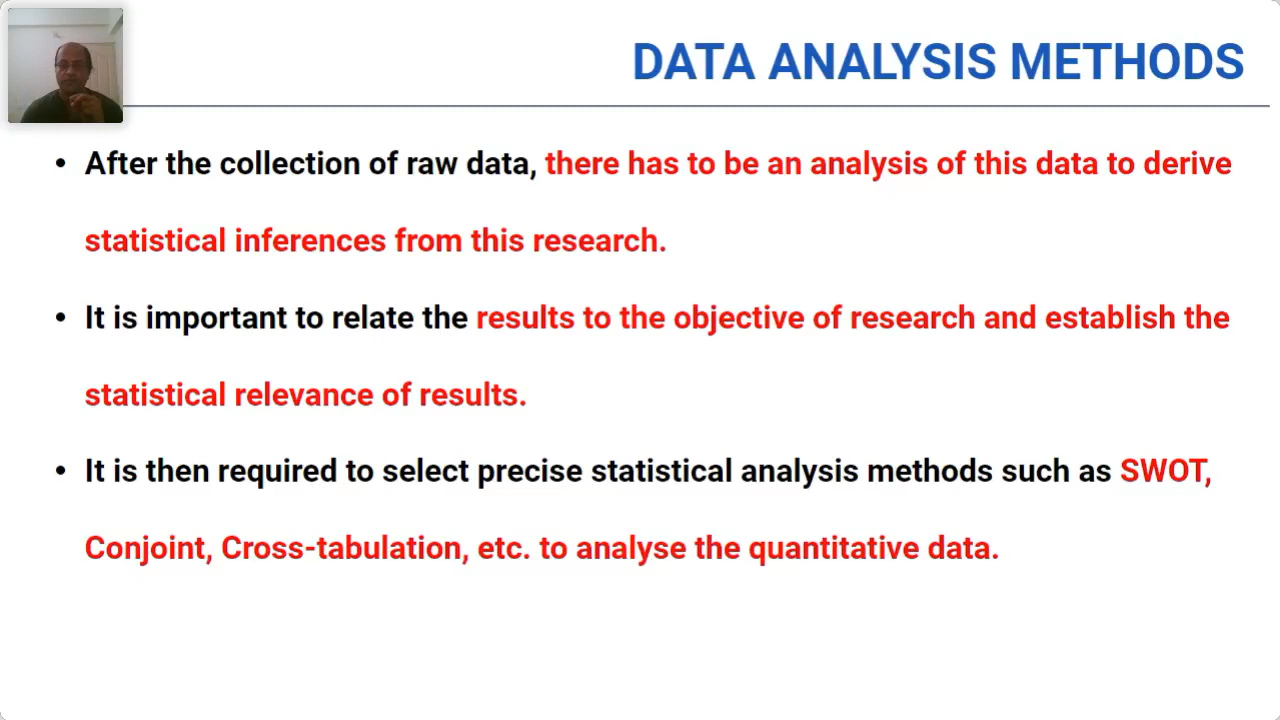 DATA ANALYSIS METHODS
• After the collection of raw data, there has to be an analysis of this data to derive
statistical inferences from this research.
• It is important to relate the results to the objective of research and establish the
statistical relevance of results.
• It is then required to select precise statistical analysis methods such as SWOT,
Conjoint, Cross-tabulation, etc. to analyse the quantitative data.